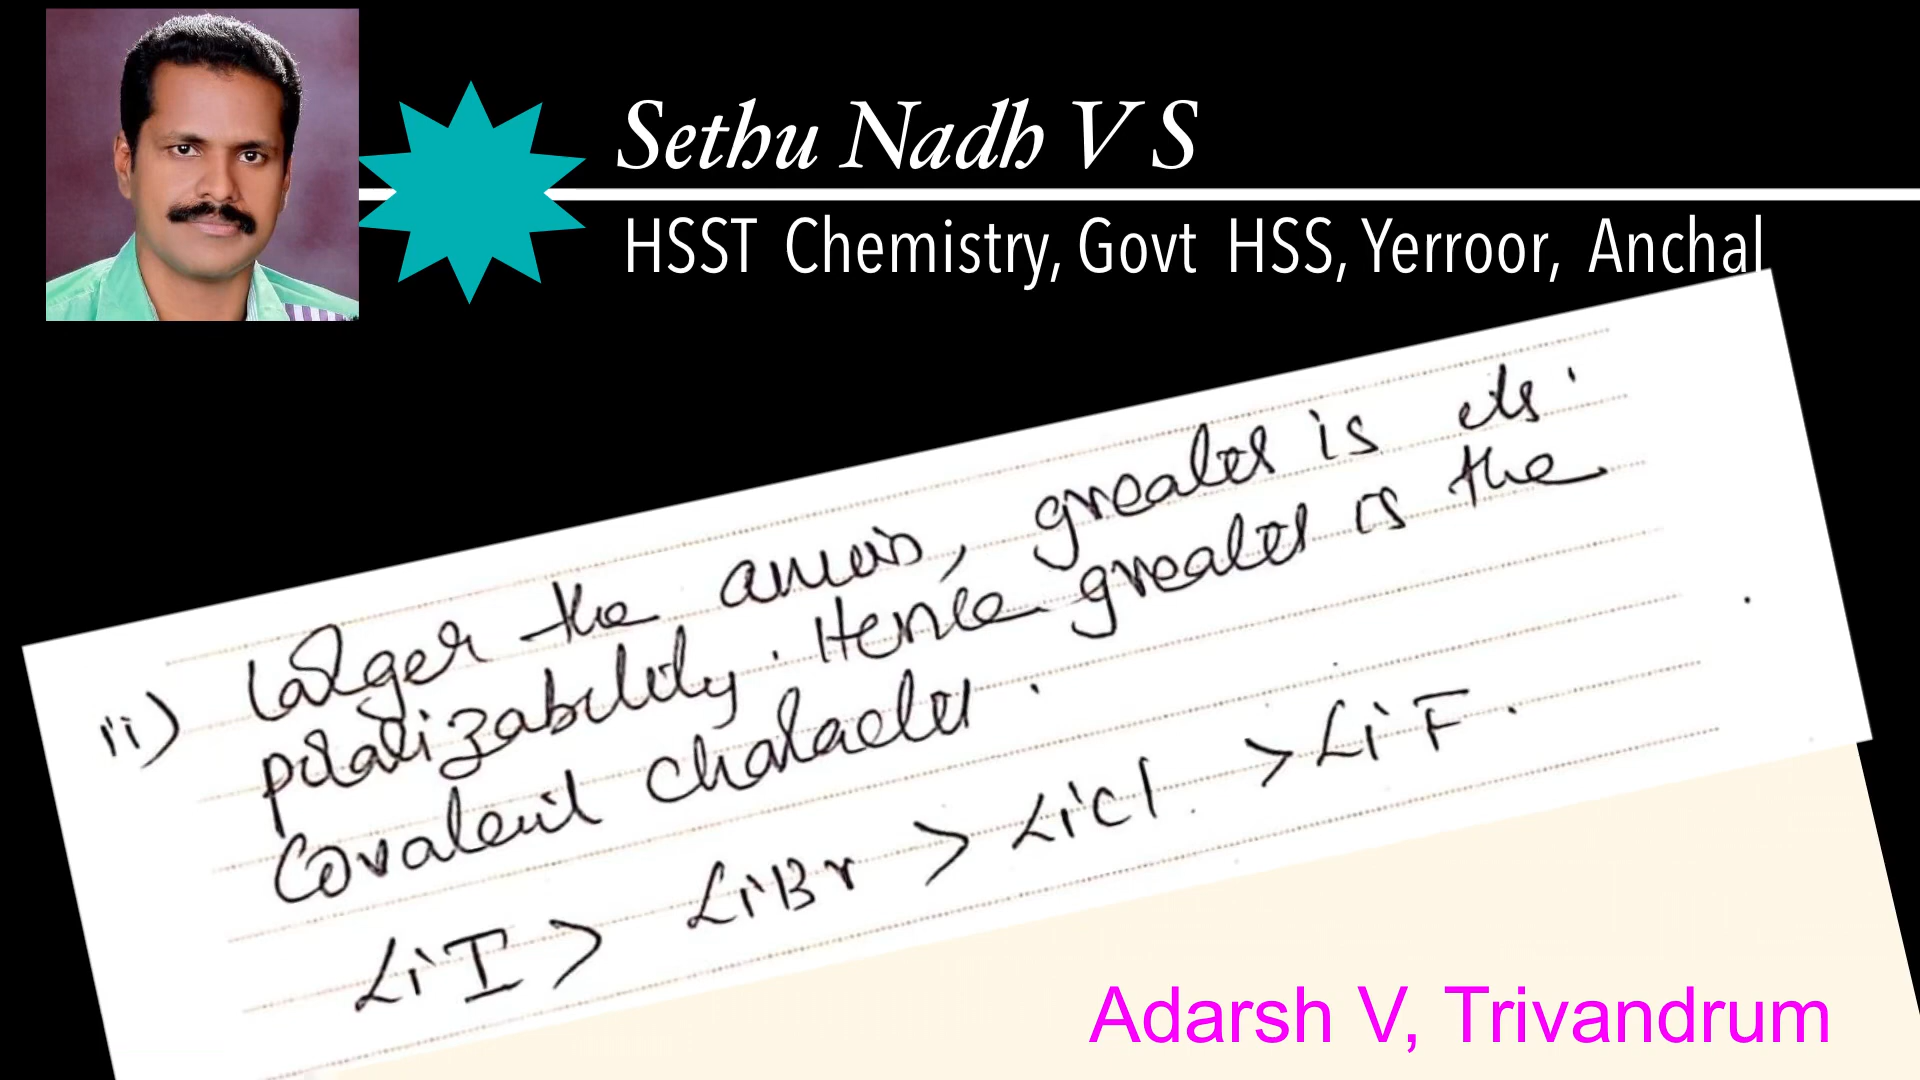 Sethu Nadh V S
HSST Chemistry, Govt HSS, Yerroor, Anchal
ii) Larger the anion, greater is its
polarizability. Hence greater is the
covalent character.
LiI > LiBr > LiCl. > LiF.
Adarsh V, Trivandrum